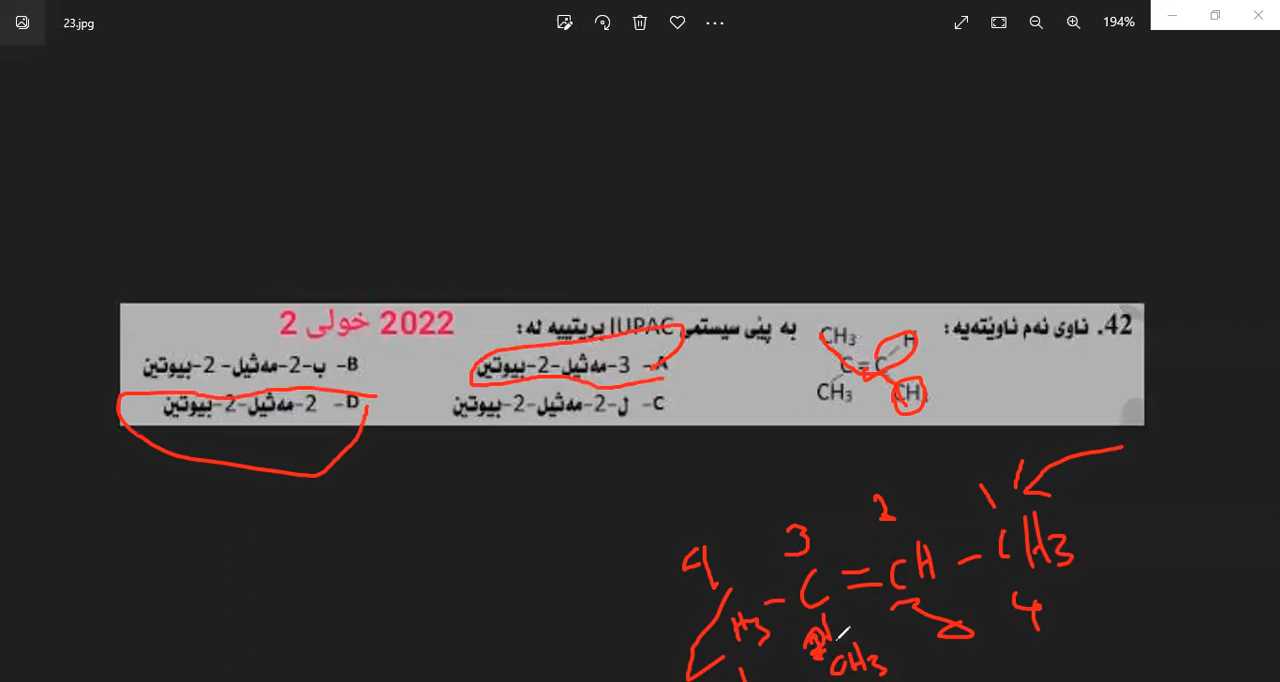 23.jpg
194%
42. ناوی ئەم ئاوێتەیە: CH₃ H C = C CH₃ CH₃ بە پێی سیستمی IUPAC بریتییە لە: 2022 خولی 2
A- 3-مەثیل-2-بیوتین
B- ب-2-مەثیل-2-بیوتین
C- ل-2-مەثیل-2-بیوتین
D- 2-مەثیل-2-بیوتین
4 3 2 1
H3 - C = CH - CH3
4
CH3